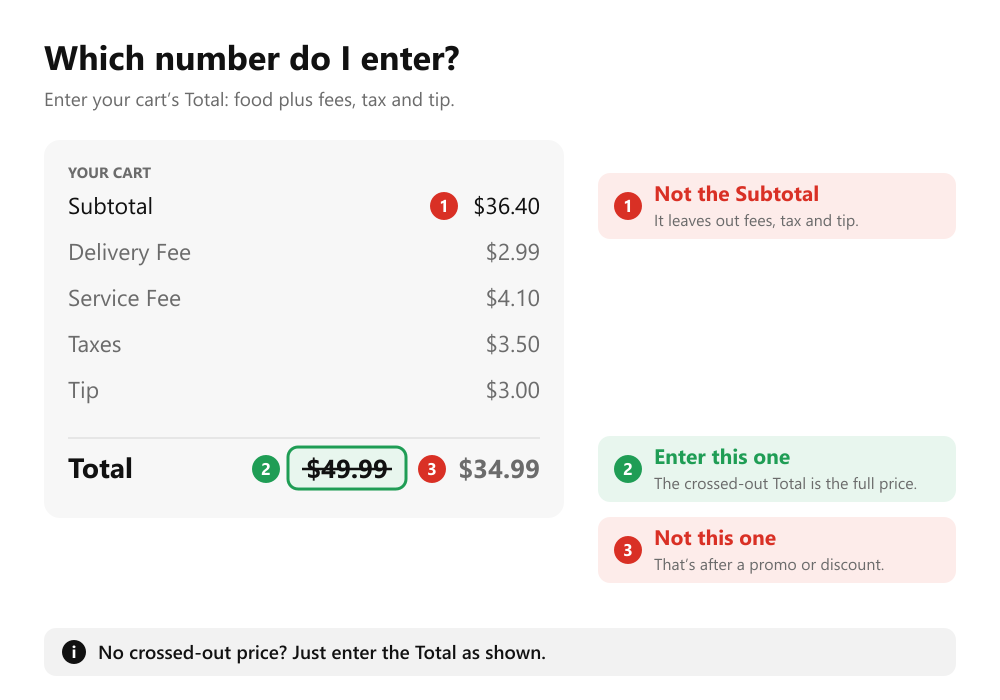 Which number do I enter?
Enter your cart’s Total: food plus fees, tax and tip.
YOUR CART
Subtotal 1 $36.40
Delivery Fee $2.99
Service Fee $4.10
Taxes $3.50
Tip $3.00
Total 2 $49.99 3 $34.99
1 Not the Subtotal
It leaves out fees, tax and tip.
2 Enter this one
The crossed-out Total is the full price.
3 Not this one
That’s after a promo or discount.
i No crossed-out price? Just enter the Total as shown.